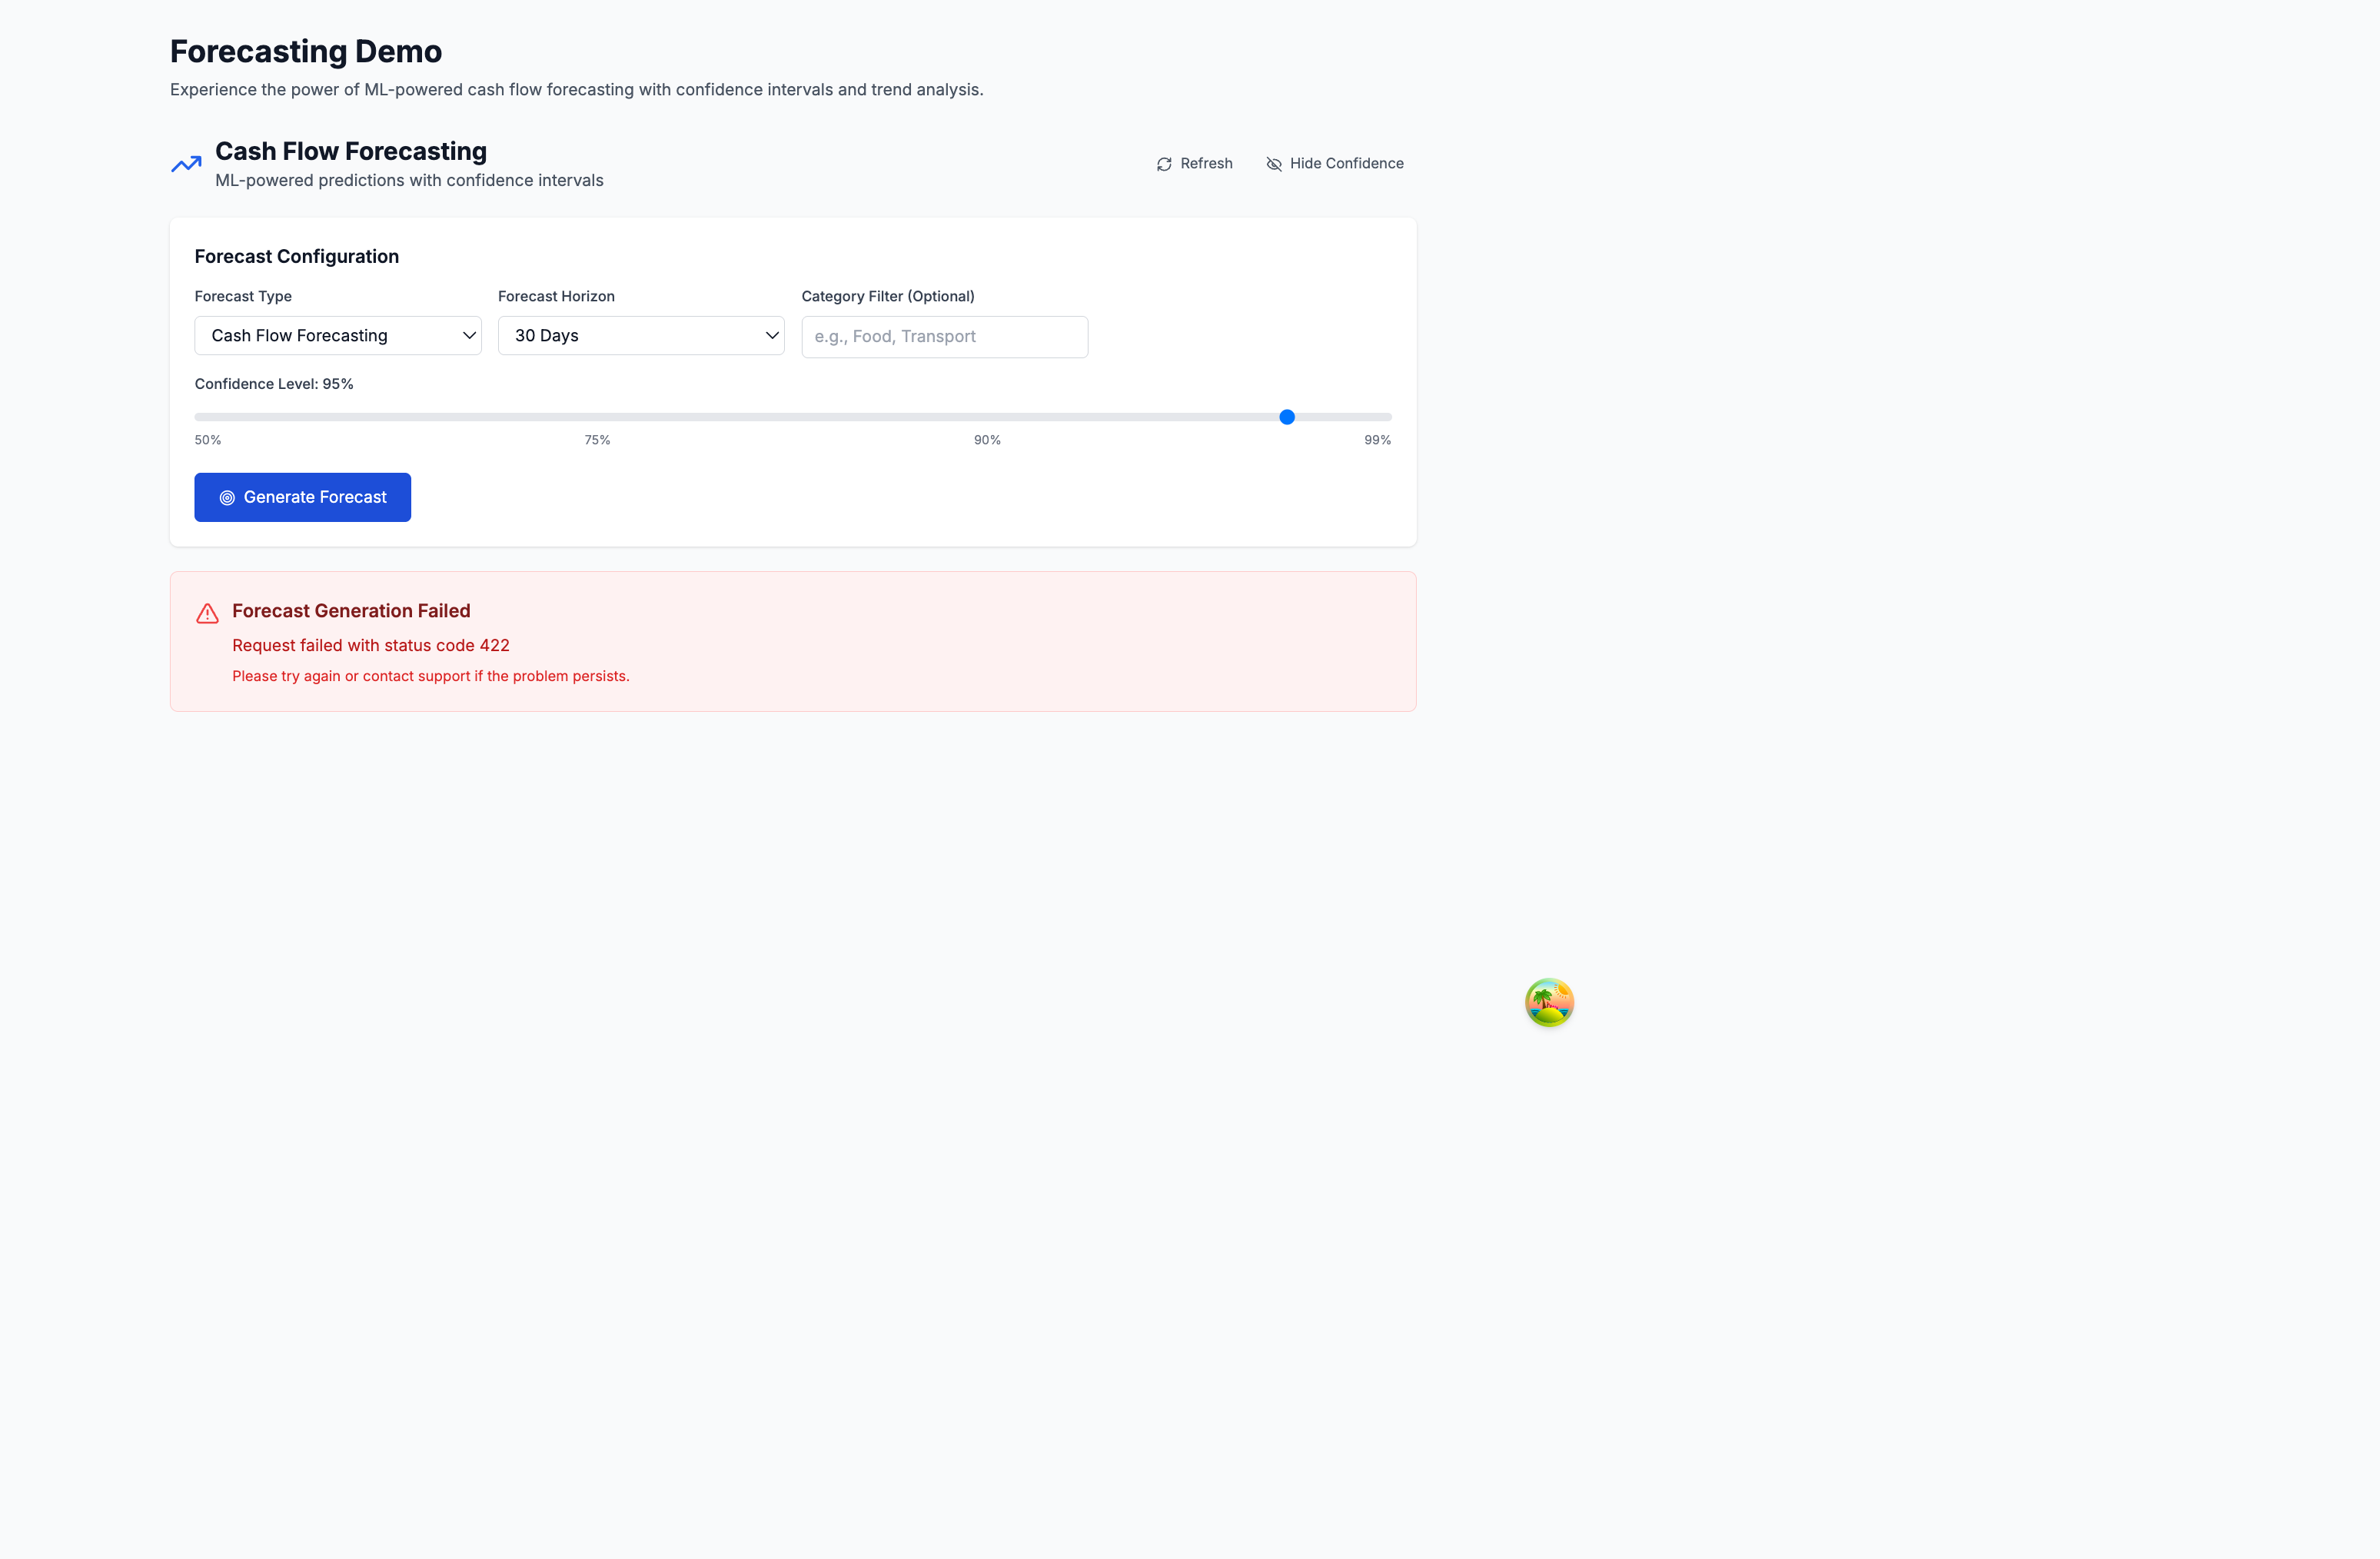 Forecasting Demo
Experience the power of ML-powered cash flow forecasting with confidence intervals and trend analysis.
Cash Flow Forecasting
ML-powered predictions with confidence intervals
Refresh
Hide Confidence
Forecast Configuration
Forecast Type
Forecast Horizon
Category Filter (Optional)
Cash Flow Forecasting
30 Days
e.g., Food, Transport
Confidence Level: 95%
50%
75%
90%
99%
Generate Forecast
Forecast Generation Failed
Request failed with status code 422
Please try again or contact support if the problem persists.